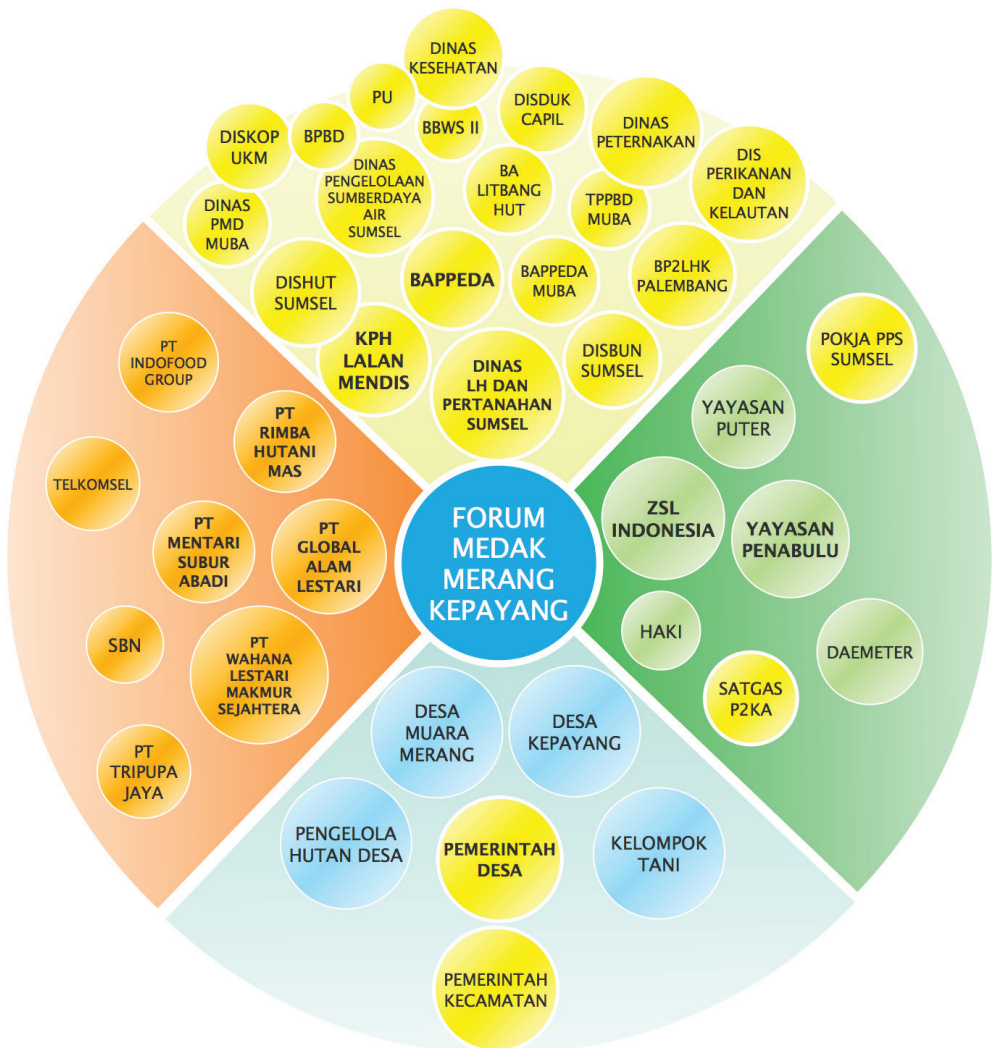 DINAS
KESEHATAN
PU
BBWS II
DISDUK
CAPIL
DINAS
PETERNAKAN
DISKOP
UKM
BPBD
DINAS
PENGELOLAAN
SUMBERDAYA
AIR
SUMSEL
BA
LITBANG
HUT
TPPBD
MUBA
DIS
PERIKANAN
DAN
KELAUTAN
DINAS
PMD
MUBA
DISHUT
SUMSEL
BAPPEDA
BAPPEDA
MUBA
BP2LHK
PALEMBANG
KPH
LALAN
MENDIS
DINAS
LH DAN
PERTANAHAN
SUMSEL
DISBUN
SUMSEL
PT
INDOFOOD
GROUP
PT
RIMBA
HUTANI
MAS
TELKOMSEL
PT
MENTARI
SUBUR
ABADI
PT
GLOBAL
ALAM
LESTARI
SBN
PT
WAHANA
LESTARI
MAKMUR
SEJAHTERA
PT
TRIPUPA
JAYA
FORUM
MEDAK
MERANG
KEPAYANG
POKJA PPS
SUMSEL
YAYASAN
PUTER
ZSL
INDONESIA
YAYASAN
PENABULU
HAKI
DAEMETER
SATGAS
P2KA
DESA
MUARA
MERANG
DESA
KEPAYANG
PENGELOLA
HUTAN DESA
PEMERINTAH
DESA
KELOMPOK
TANI
PEMERINTAH
KECAMATAN